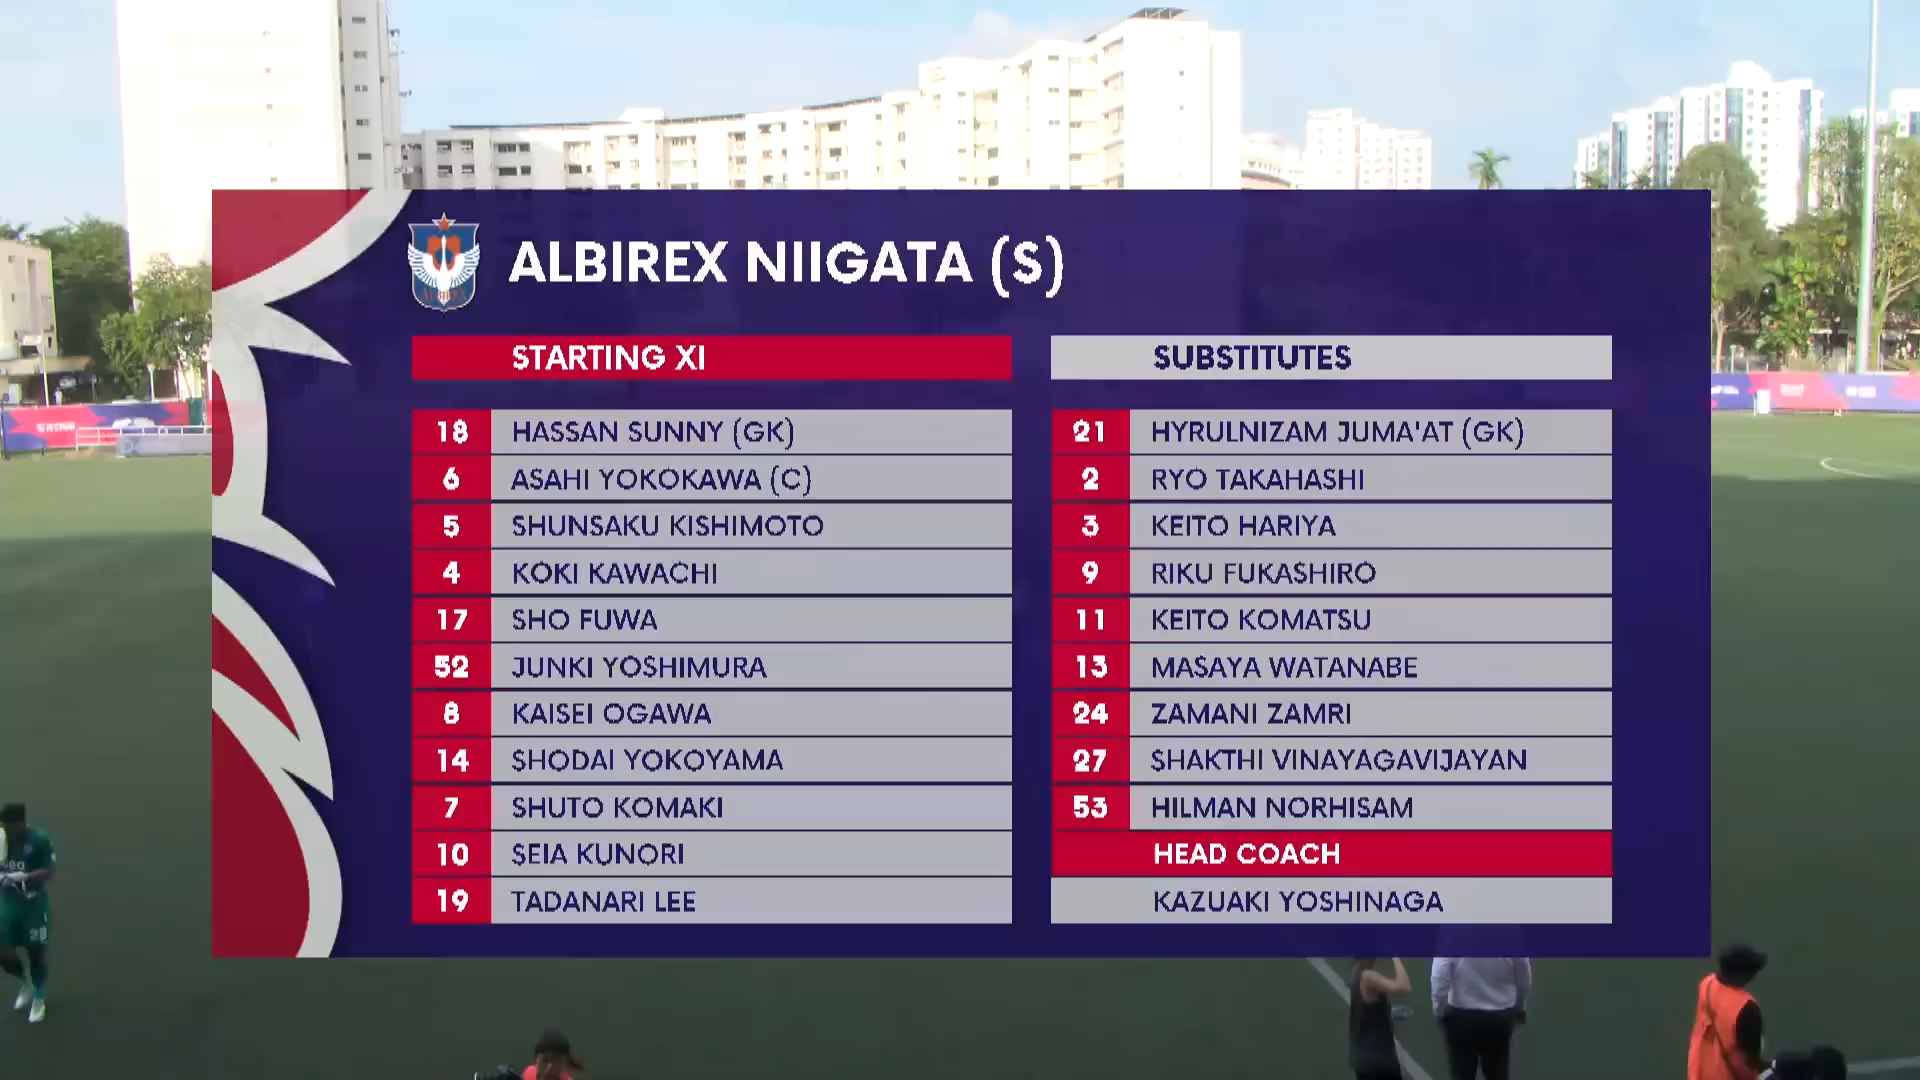 ALBIREX NIIGATA (S)
STARTING XI
18 HASSAN SUNNY (GK)
6 ASAHI YOKOKAWA (C)
5 SHUNSAKU KISHIMOTO
4 KOKI KAWACHI
17 SHO FUWA
52 JUNKI YOSHIMURA
8 KAISEI OGAWA
14 SHODAI YOKOYAMA
7 SHUTO KOMAKI
10 SEIA KUNORI
19 TADANARI LEE
SUBSTITUTES
21 HYRULNIZAM JUMA'AT (GK)
2 RYO TAKAHASHI
3 KEITO HARIYA
9 RIKU FUKASHIRO
11 KEITO KOMATSU
13 MASAYA WATANABE
24 ZAMANI ZAMRI
27 SHAKTHI VINAYAGAVIJAYAN
53 HILMAN NORHISAM
HEAD COACH
KAZUAKI YOSHINAGA